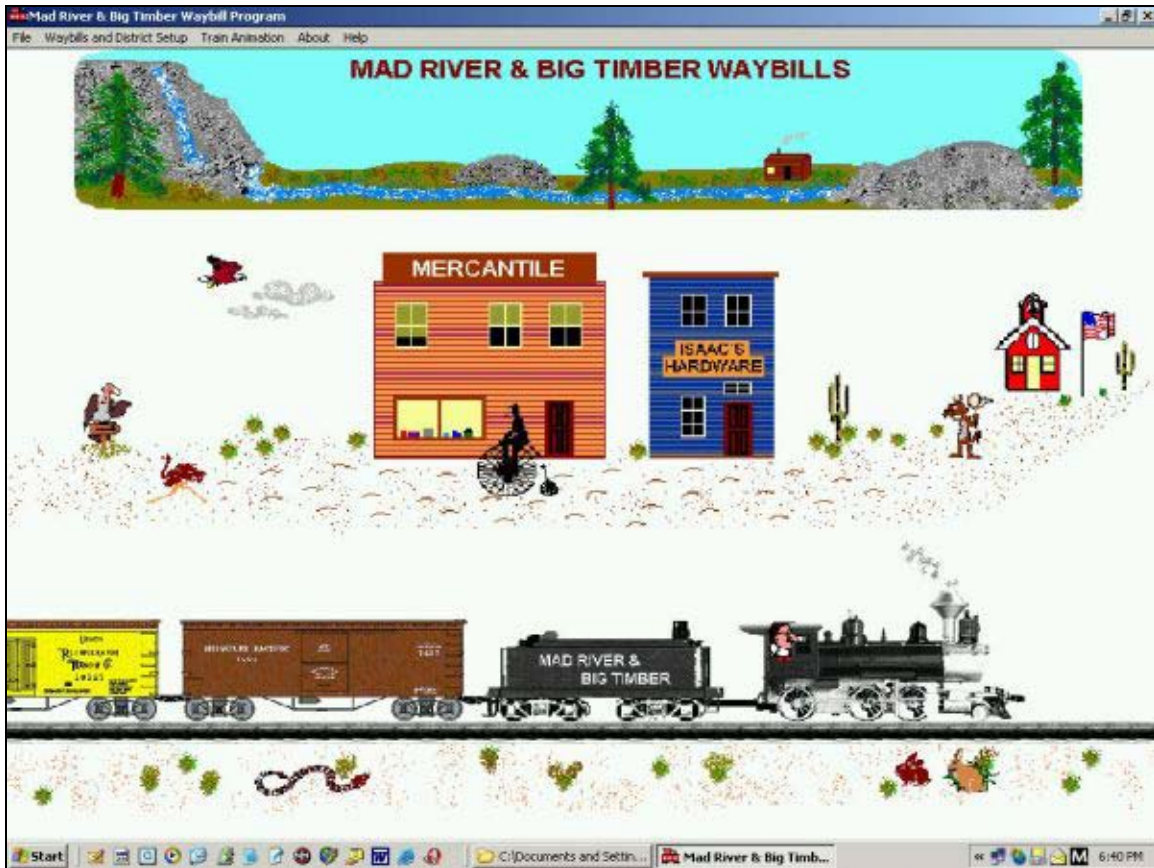 Mad River & Big Timber Waybill Program
File Waybills and District Setup Train Animation About Help
MAD RIVER & BIG TIMBER WAYBILLS
MERCANTILE
ISAAC'S
HARDWARE
MISSOURI PACIFIC
MAD RIVER &
BIG TIMBER
Start C:\Documents and Settin... Mad River & Big Timb... 6:40 PM